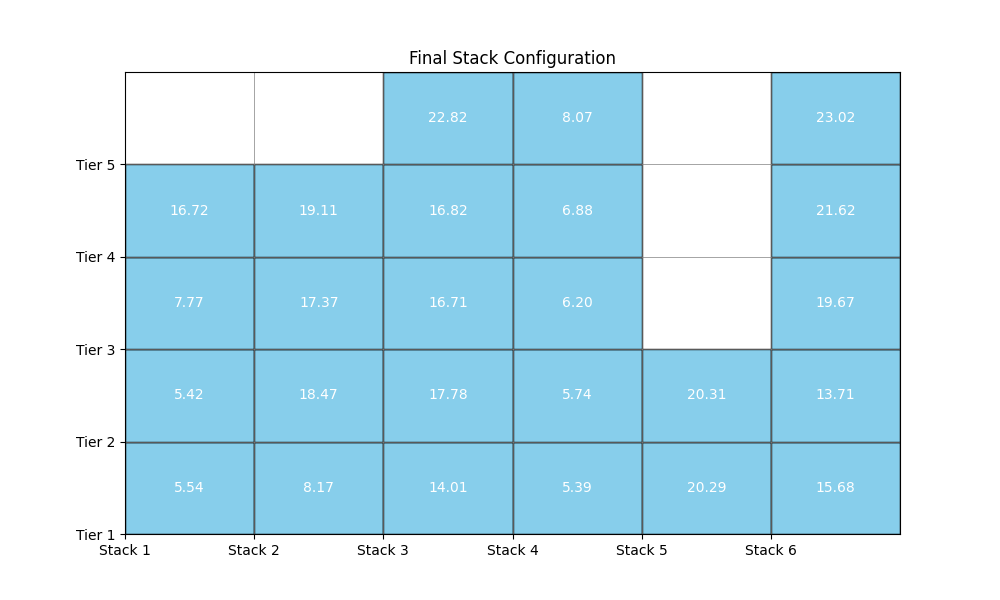 Final Stack Configuration
22.82 8.07 23.02
Tier 5
16.72 19.11 16.82 6.88 21.62
Tier 4
7.77 17.37 16.71 6.20 19.67
Tier 3
5.42 18.47 17.78 5.74 20.31 13.71
Tier 2
5.54 8.17 14.01 5.39 20.29 15.68
Tier 1
Stack 1 Stack 2 Stack 3 Stack 4 Stack 5 Stack 6